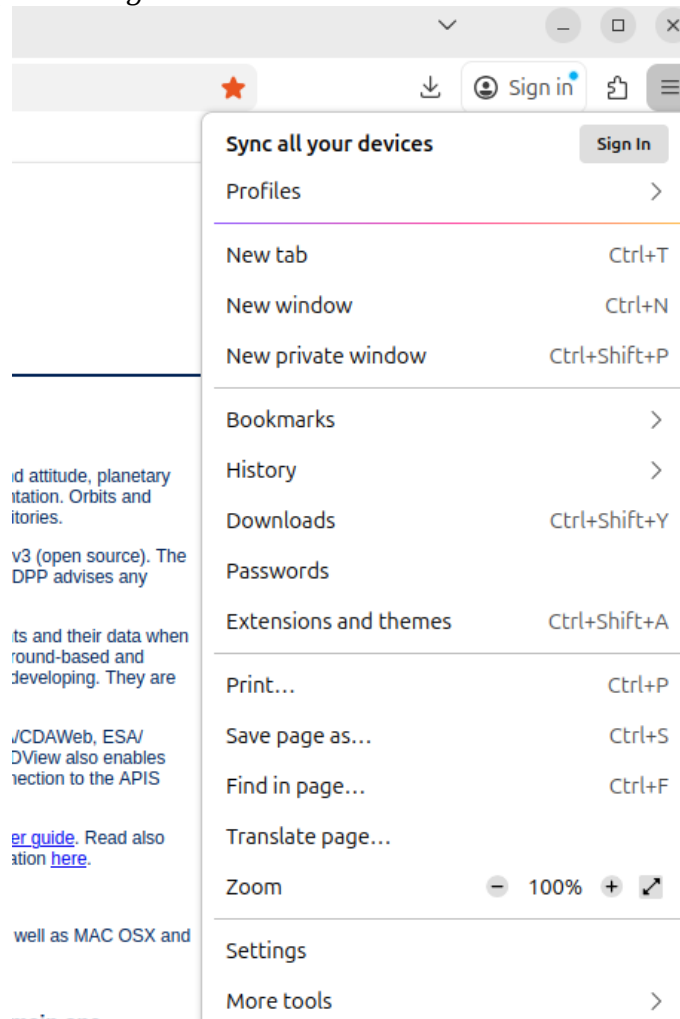 Sign in
Sync all your devices Sign In
Profiles
New tab Ctrl+T
New window Ctrl+N
New private window Ctrl+Shift+P
Bookmarks
History
Downloads Ctrl+Shift+Y
Passwords
Extensions and themes Ctrl+Shift+A
Print… Ctrl+P
Save page as… Ctrl+S
Find in page… Ctrl+F
Translate page…
Zoom 100%
Settings
More tools
d attitude, planetary
ntation. Orbits and
itories.
v3 (open source). The
DPP advises any
ts and their data when
round-based and
developing. They are
/CDAWeb, ESA/
DView also enables
nection to the APIS
er guide. Read also
ation here.
well as MAC OSX and